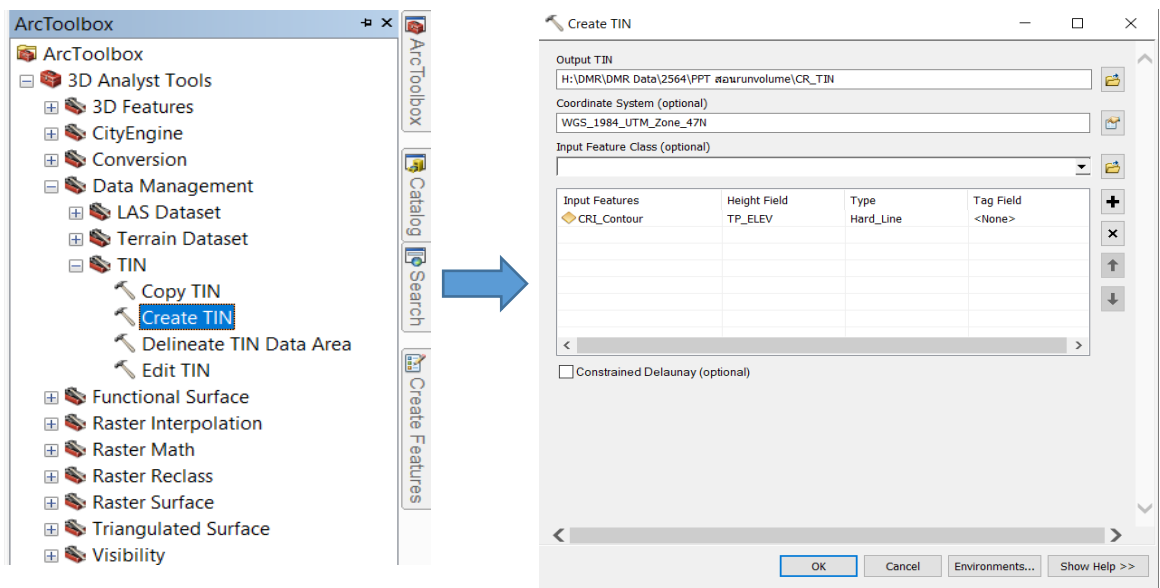 ArcToolbox
ArcToolbox
3D Analyst Tools
3D Features
CityEngine
Conversion
Data Management
LAS Dataset
Terrain Dataset
TIN
Copy TIN
Create TIN
Delineate TIN Data Area
Edit TIN
Functional Surface
Raster Interpolation
Raster Math
Raster Reclass
Raster Surface
Triangulated Surface
Visibility
ArcToolbox
Catalog
Search
Create Features
Create TIN
Output TIN
H:\DMR\DMR Data\2564\PPT สอนrunvolume\CR_TIN
Coordinate System (optional)
WGS_1984_UTM_Zone_47N
Input Feature Class (optional)
Input Features Height Field Type Tag Field
CRI_Contour TP_ELEV Hard_Line <None>
Constrained Delaunay (optional)
OK Cancel Environments... Show Help >>